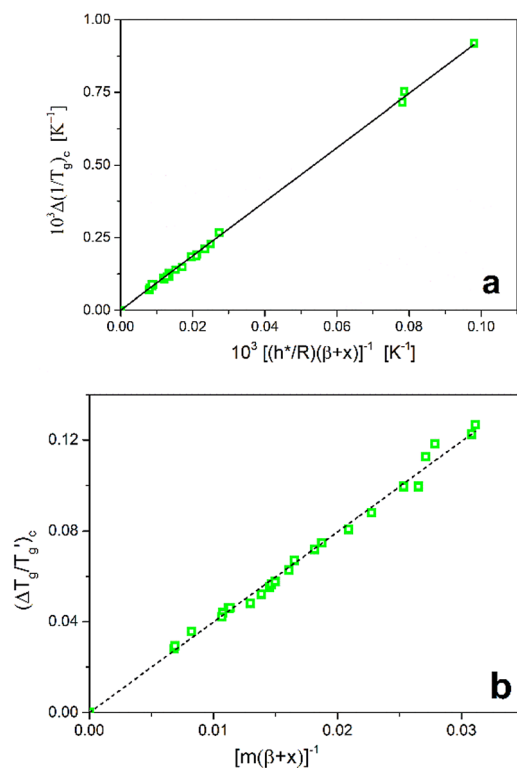 1.00
0.75
0.50
0.25
0.00
10³Δ(1/T_g)_c [K⁻¹]
a
0.00 0.02 0.04 0.06 0.08 0.10
10³ [(h*/R)(β+x)]⁻¹ [K⁻¹]
0.12
0.08
0.04
0.00
(ΔT_g/T_g')_c
b
0.00 0.01 0.02 0.03
[m(β+x)]⁻¹